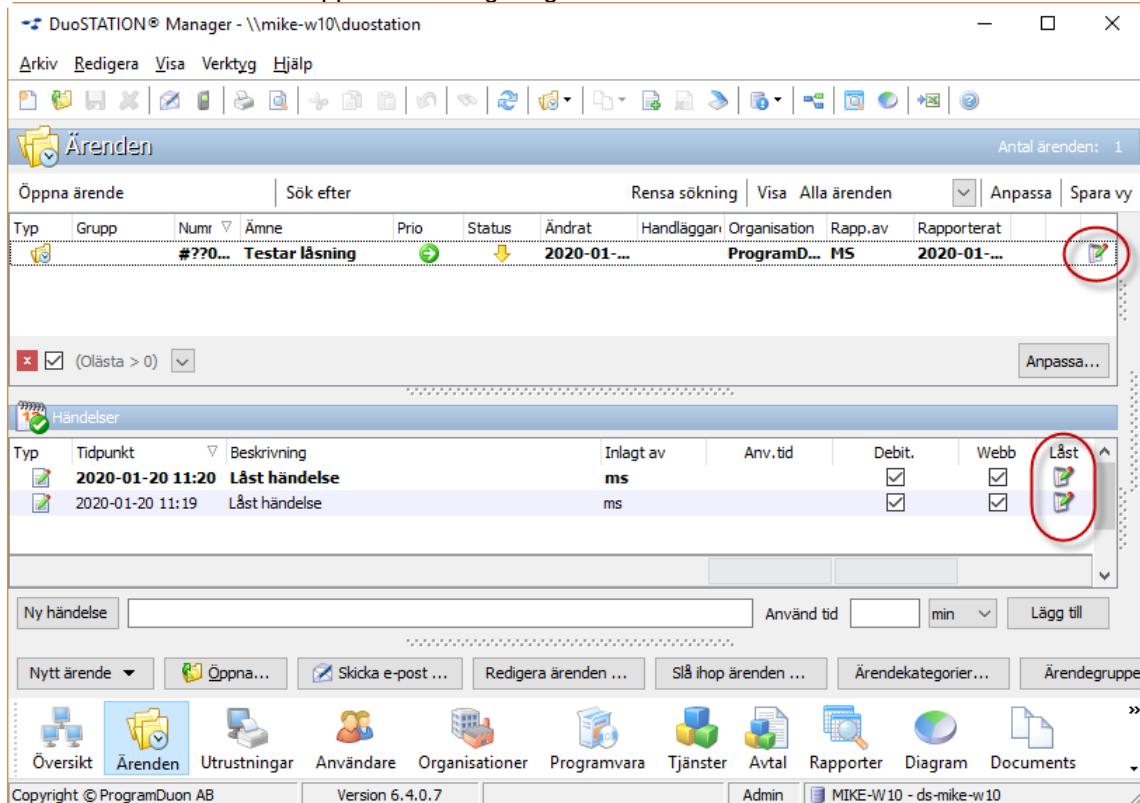 DuoSTATION® Manager - \\mike-w10\duostation
Arkiv Redigera Visa Verktyg Hjälp
Ärenden Antal ärenden: 1
Öppna ärende Sök efter Rensa sökning Visa Alla ärenden Anpassa Spara vy
Typ Grupp Numr Ämne Prio Status Ändrat Handläggare Organisation Rapp.av Rapporterat
#??0... Testar låsning 2020-01-... ProgramD... MS 2020-01-...
(Olästa > 0) Anpassa...
Händelser
Typ Tidpunkt Beskrivning Inlagt av Anv.tid Debit. Webb Låst
2020-01-20 11:20 Låst händelse ms
2020-01-20 11:19 Låst händelse ms
Ny händelse Använd tid min Lägg till
Nytt ärende Öppna... Skicka e-post ... Redigera ärenden ... Slå ihop ärenden ... Ärendekategorier... Ärendegruppe
Översikt Ärenden Utrustningar Användare Organisationer Programvara Tjänster Avtal Rapporter Diagram Documents
Copyright © ProgramDuon AB Version 6.4.0.7 Admin MIKE-W10 - ds-mike-w10